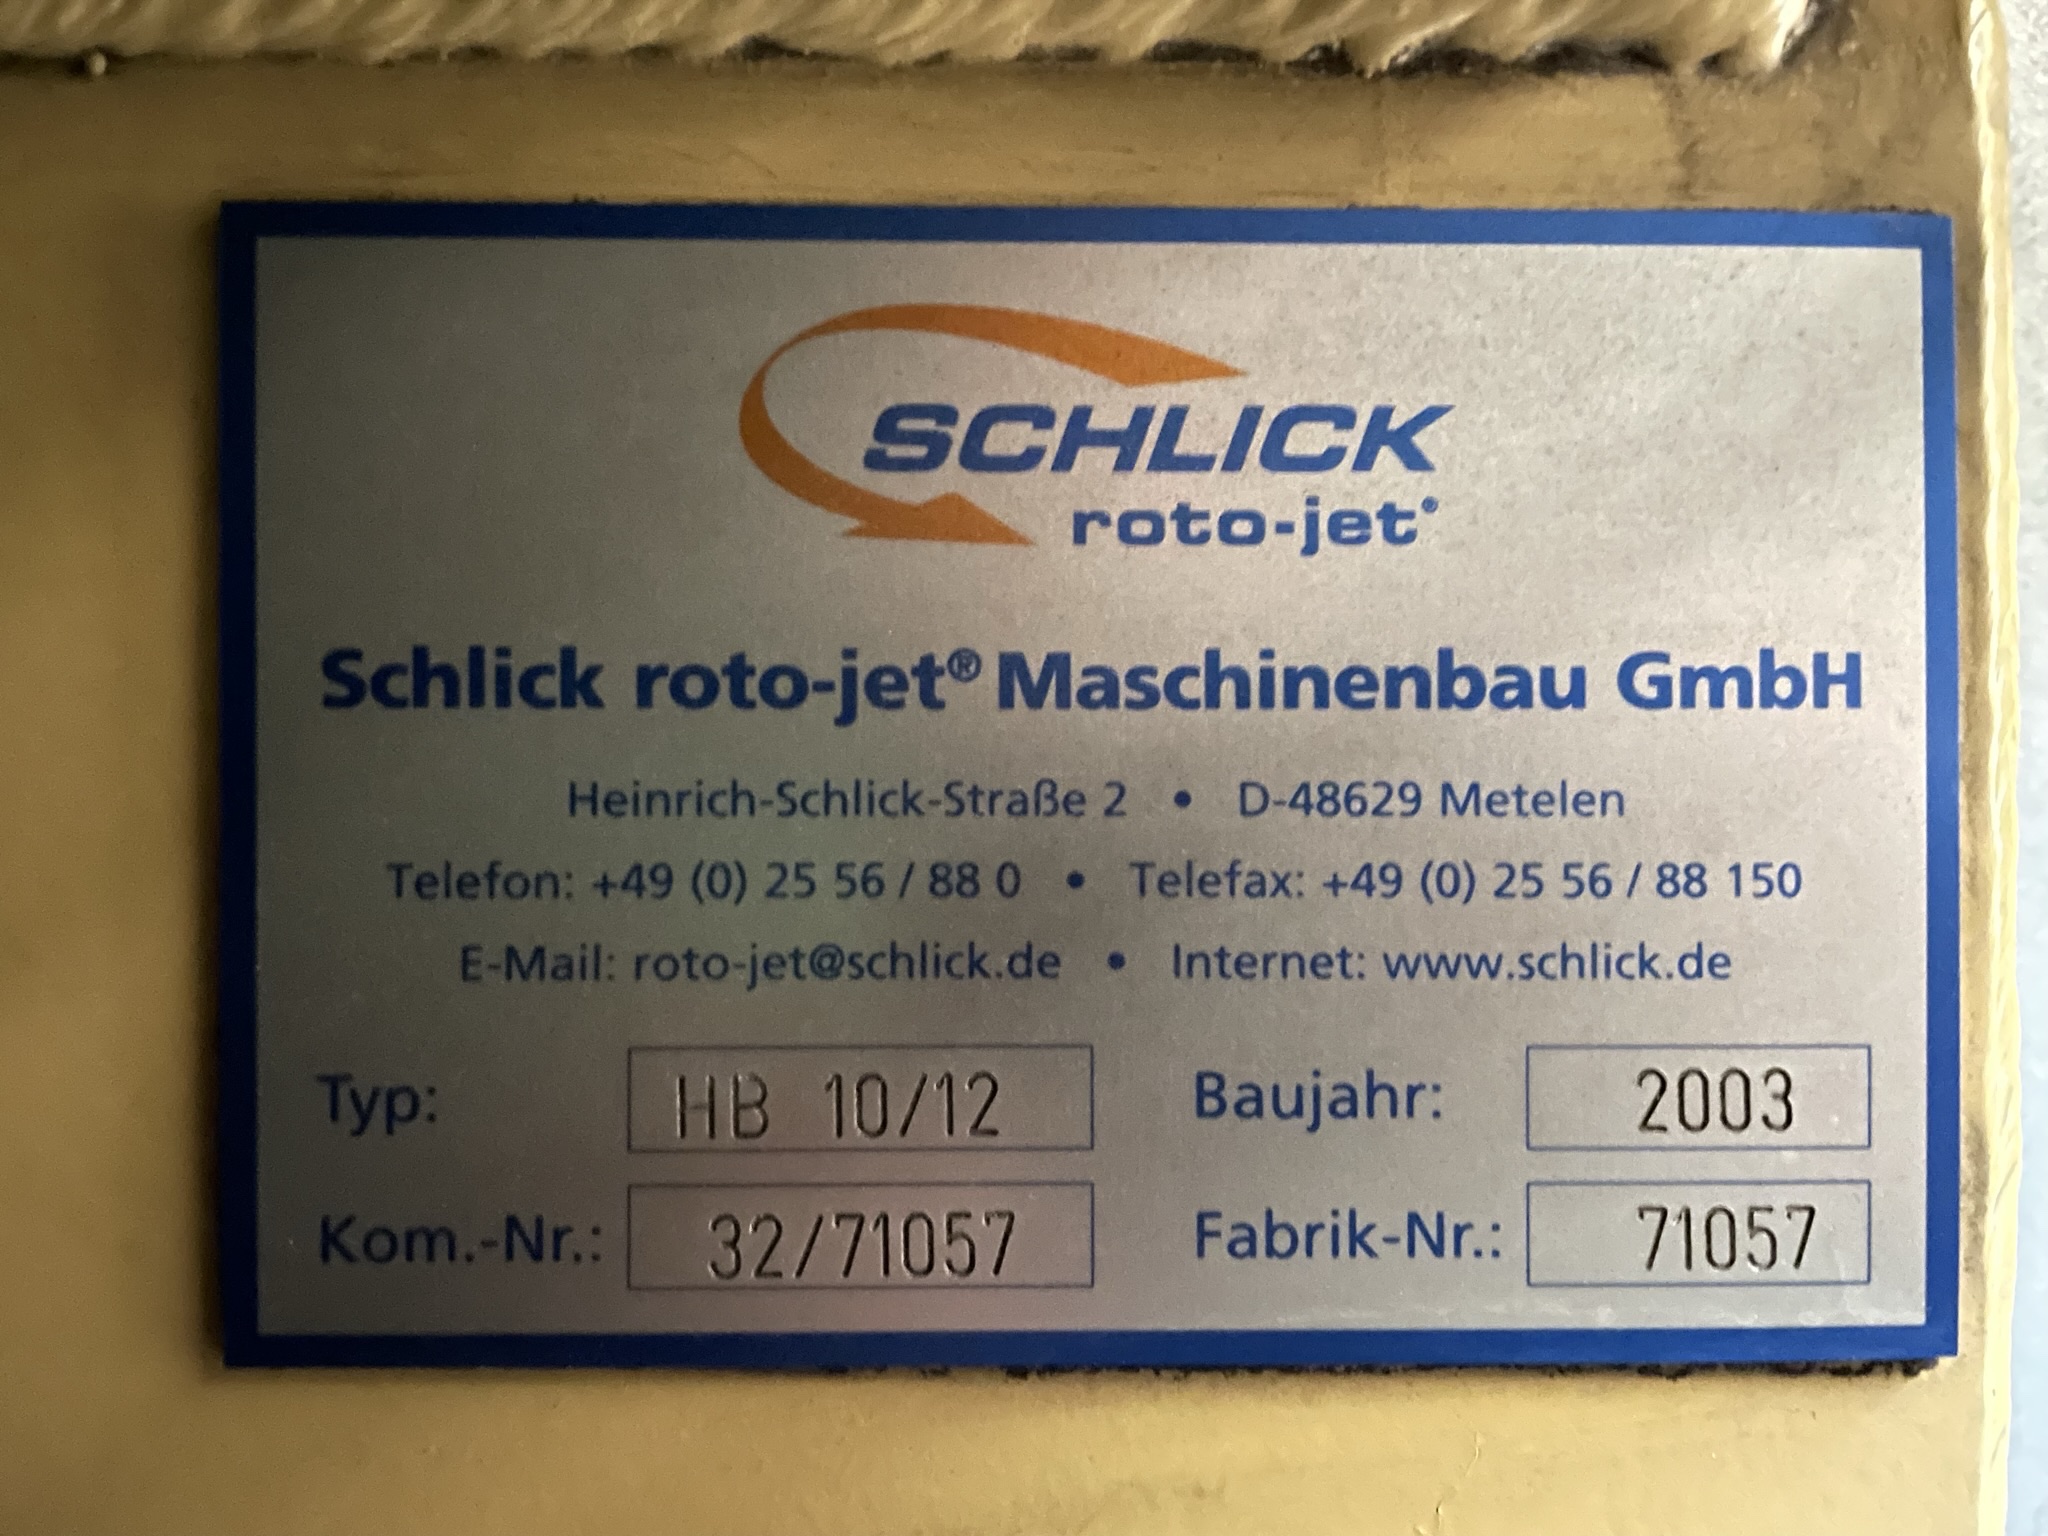 SCHLICK
roto-jet®
Schlick roto-jet® Maschinenbau GmbH
Heinrich-Schlick-Straße 2 • D-48629 Metelen
Telefon: +49 (0) 25 56 / 88 0 • Telefax: +49 (0) 25 56 / 88 150
E-Mail: roto-jet@schlick.de • Internet: www.schlick.de
Typ: HB 10/12 Baujahr: 2003
Kom.-Nr.: 32/71057 Fabrik-Nr.: 71057